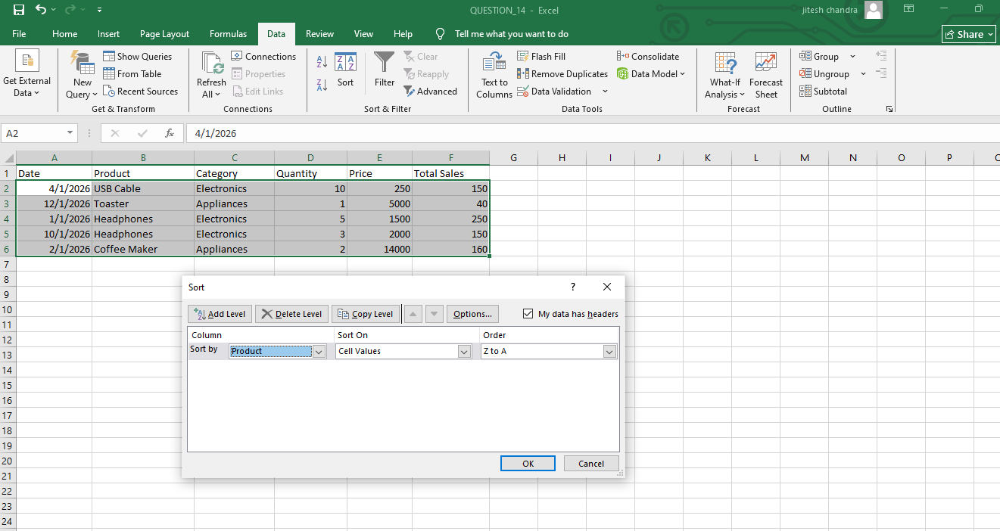 QUESTION_14 - Excel
jitesh chandra
File Home Insert Page Layout Formulas Data Review View Help Tell me what you want to do Share
Get External Data
New Query
Show Queries
From Table
Recent Sources
Get & Transform
Refresh All
Connections
Properties
Edit Links
Connections
Sort
Filter
Clear
Reapply
Advanced
Sort & Filter
Text to Columns
Flash Fill
Remove Duplicates
Data Validation
Consolidate
Data Model
Data Tools
What-If Analysis
Forecast Sheet
Forecast
Group
Ungroup
Subtotal
Outline
A2 fx 4/1/2026
A B C D E F G H I J K L M N O P
1 Date Product Category Quantity Price Total Sales
2 4/1/2026 USB Cable Electronics 10 250 150
3 12/1/2026 Toaster Appliances 1 5000 40
4 1/1/2026 Headphones Electronics 5 1500 250
5 10/1/2026 Headphones Electronics 3 2000 150
6 2/1/2026 Coffee Maker Appliances 2 14000 160
7
8
9
10
11
12
13
14
15
16
17
18
19
20
21
22
23
24
Sort ?
Add Level Delete Level Copy Level Options... My data has headers
Column Sort On Order
Sort by Product Cell Values Z to A
OK Cancel